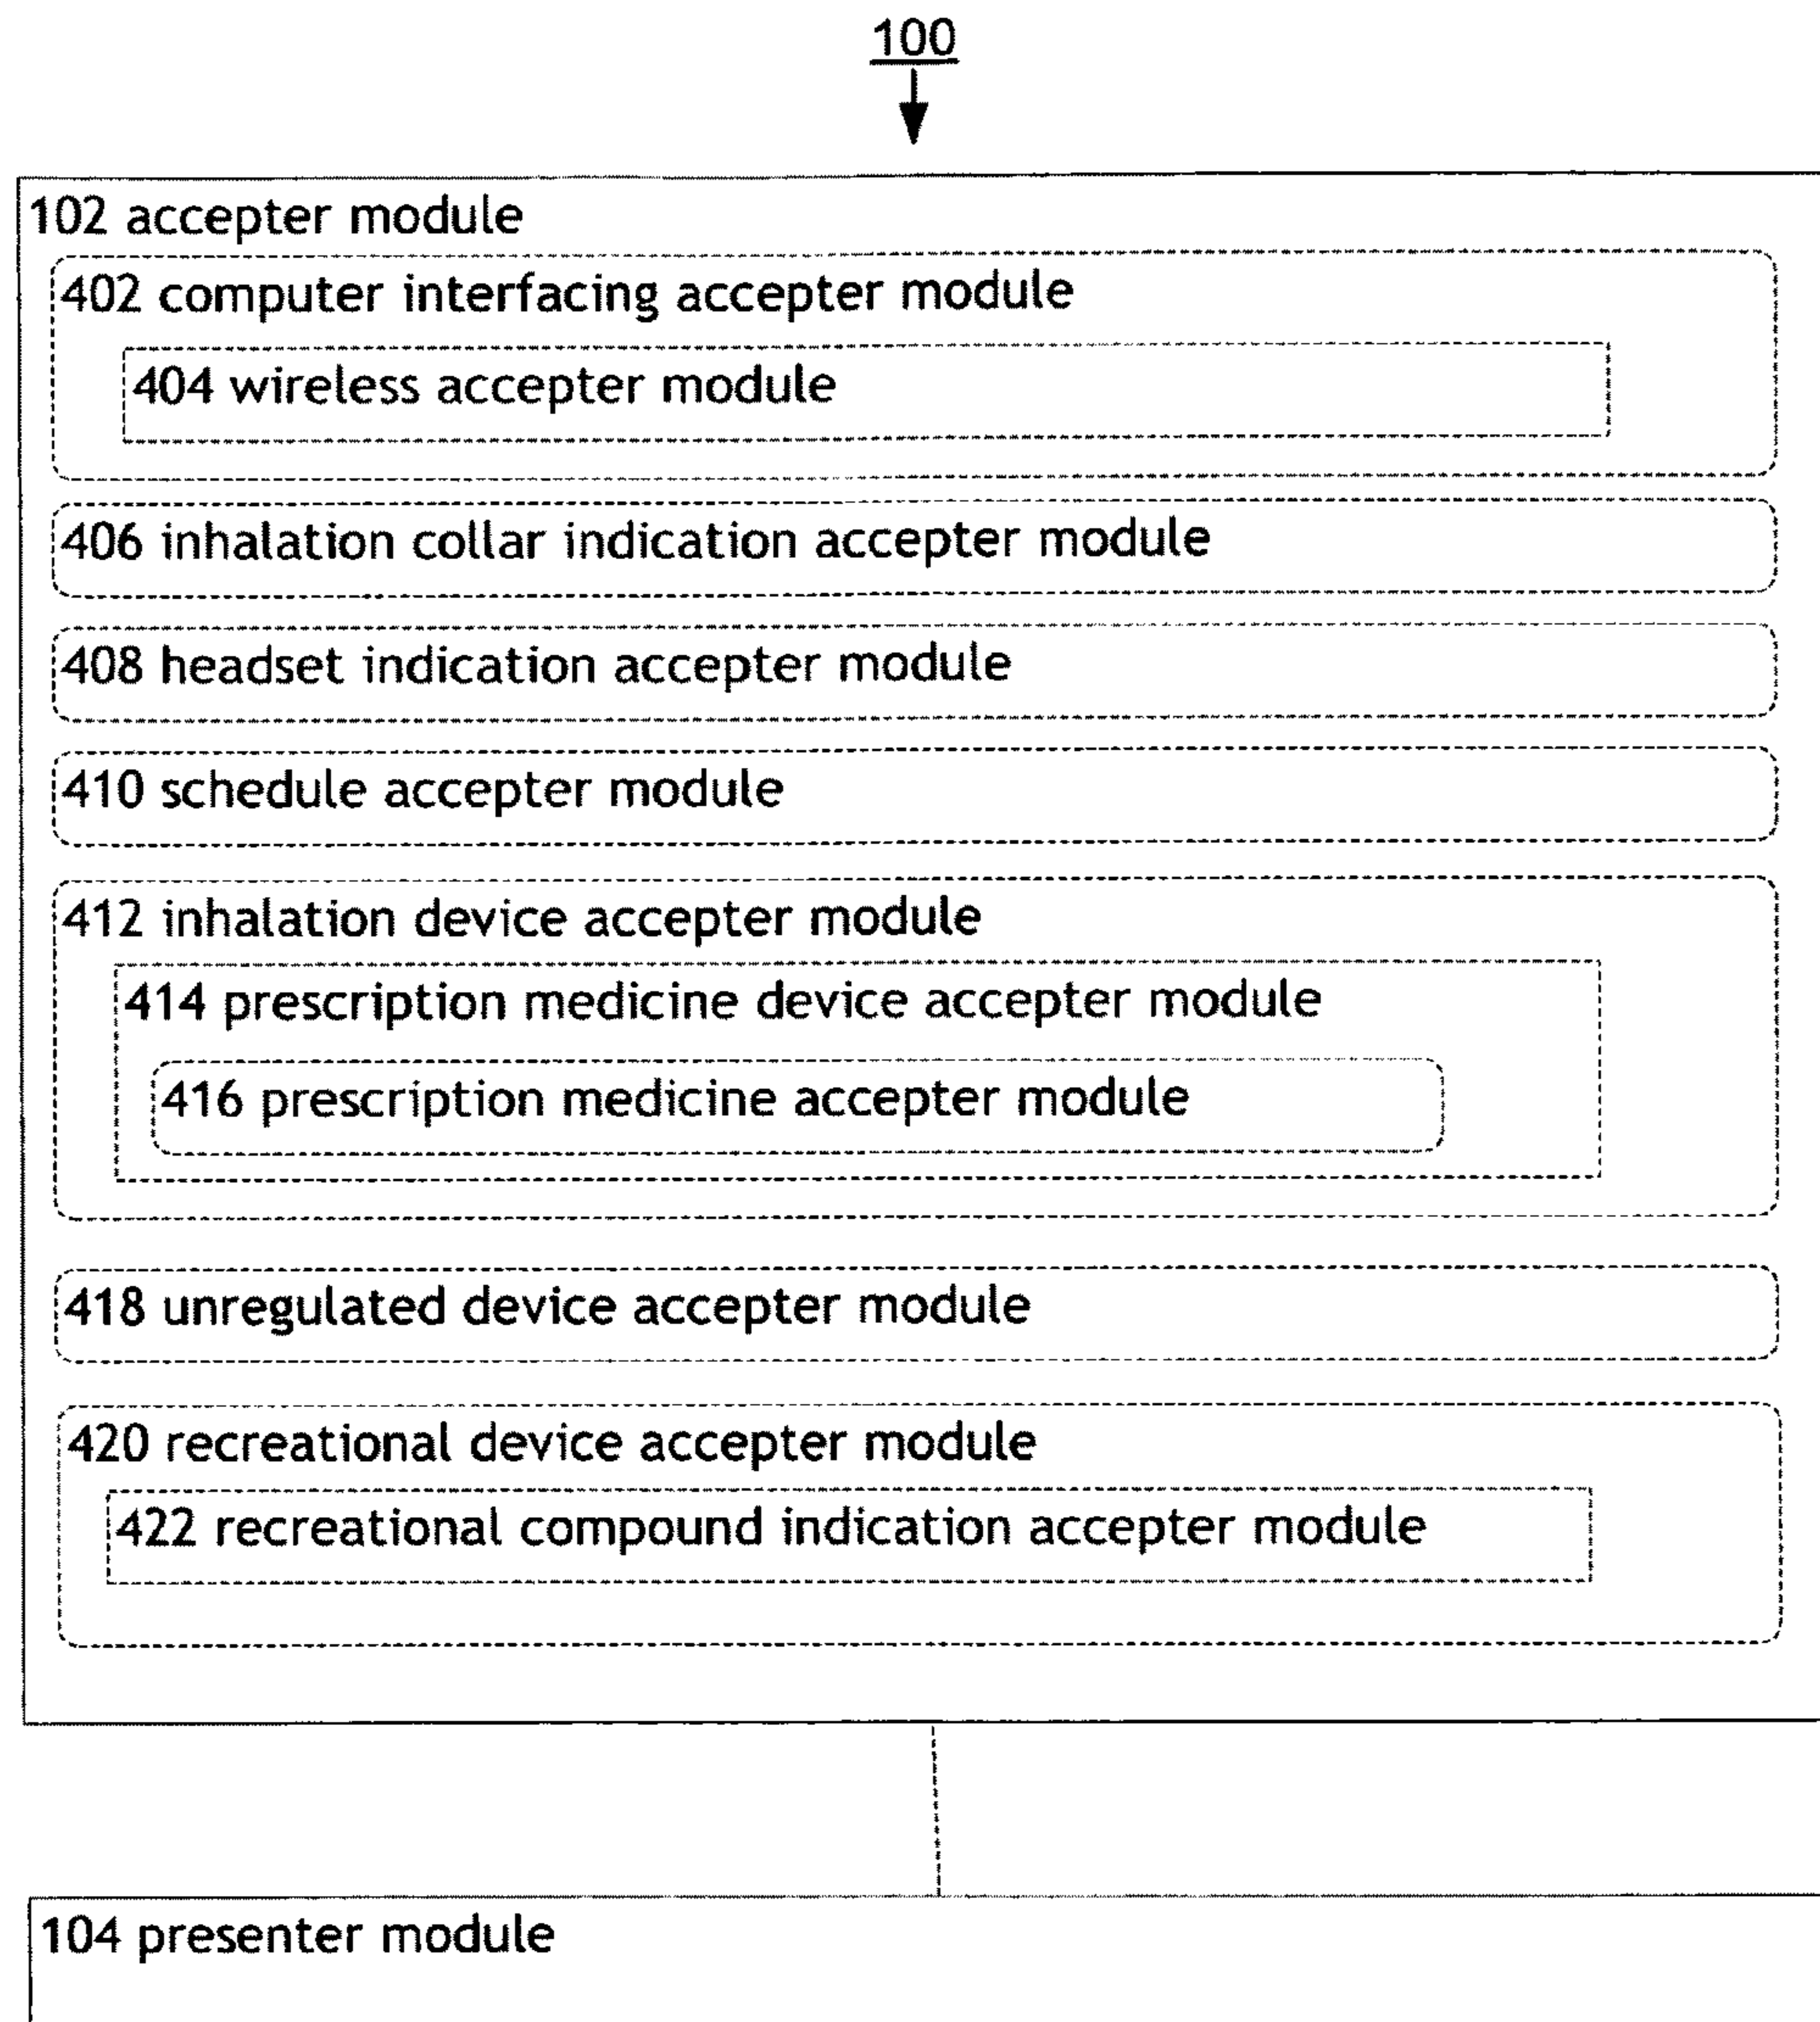 100
102 accepter module
402 computer interfacing accepter module
404 wireless accepter module
406 inhalation collar indication accepter module
408 headset indication accepter module
410 schedule accepter module
412 inhalation device accepter module
414 prescription medicine device accepter module
416 prescription medicine accepter module
418 unregulated device accepter module
420 recreational device accepter module
422 recreational compound indication accepter module
104 presenter module